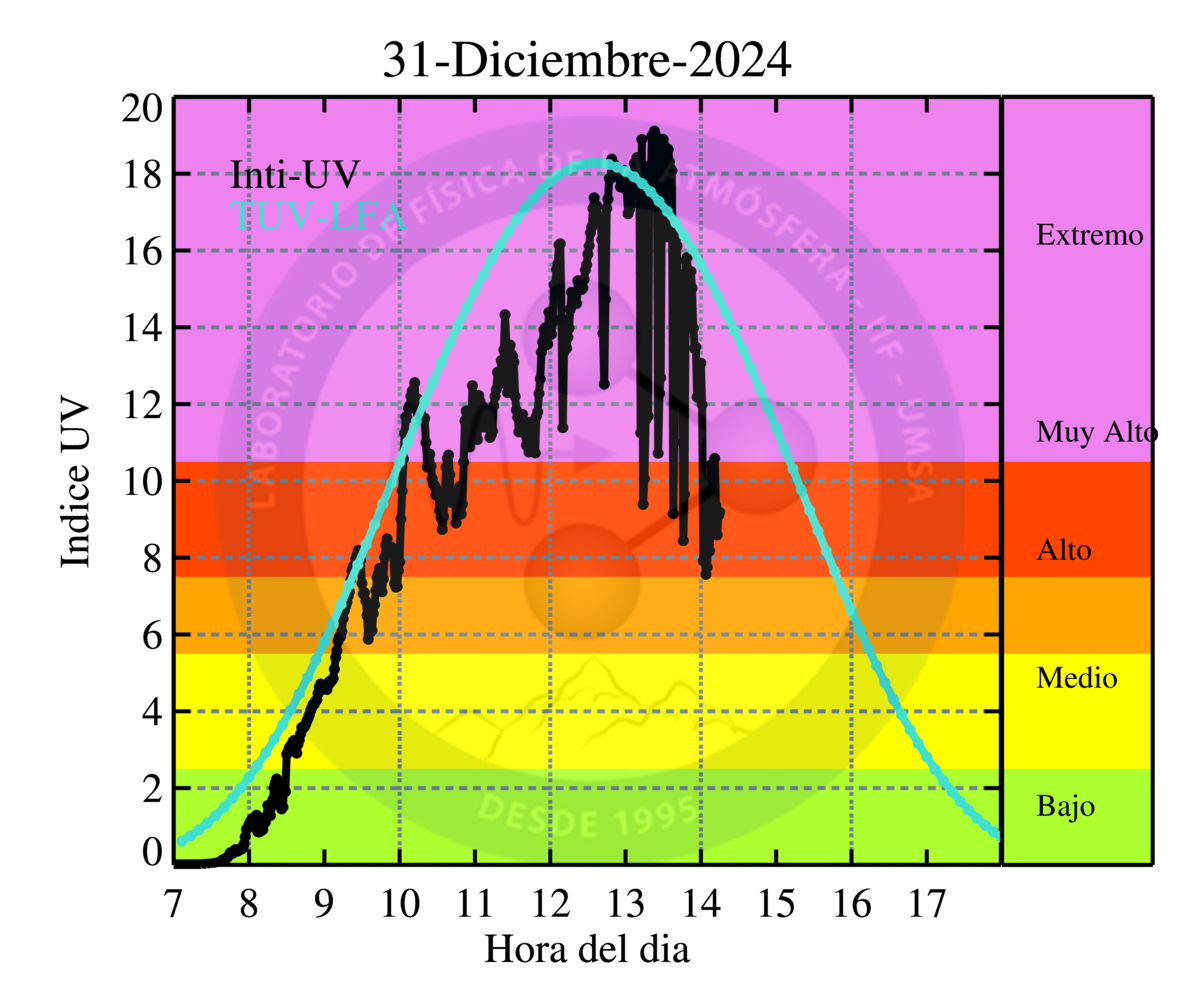 31-Diciembre-2024
Indice UV
20
18
16
14
12
10
8
6
4
2
0
Inti-UV
TUV-LFA
LABORATORIO DE FÍSICA DE LA ATMÓSFERA - IIF - UMSA
DESDE 1995
Extremo
Muy Alto
Alto
Medio
Bajo
7 8 9 10 11 12 13 14 15 16 17
Hora del dia